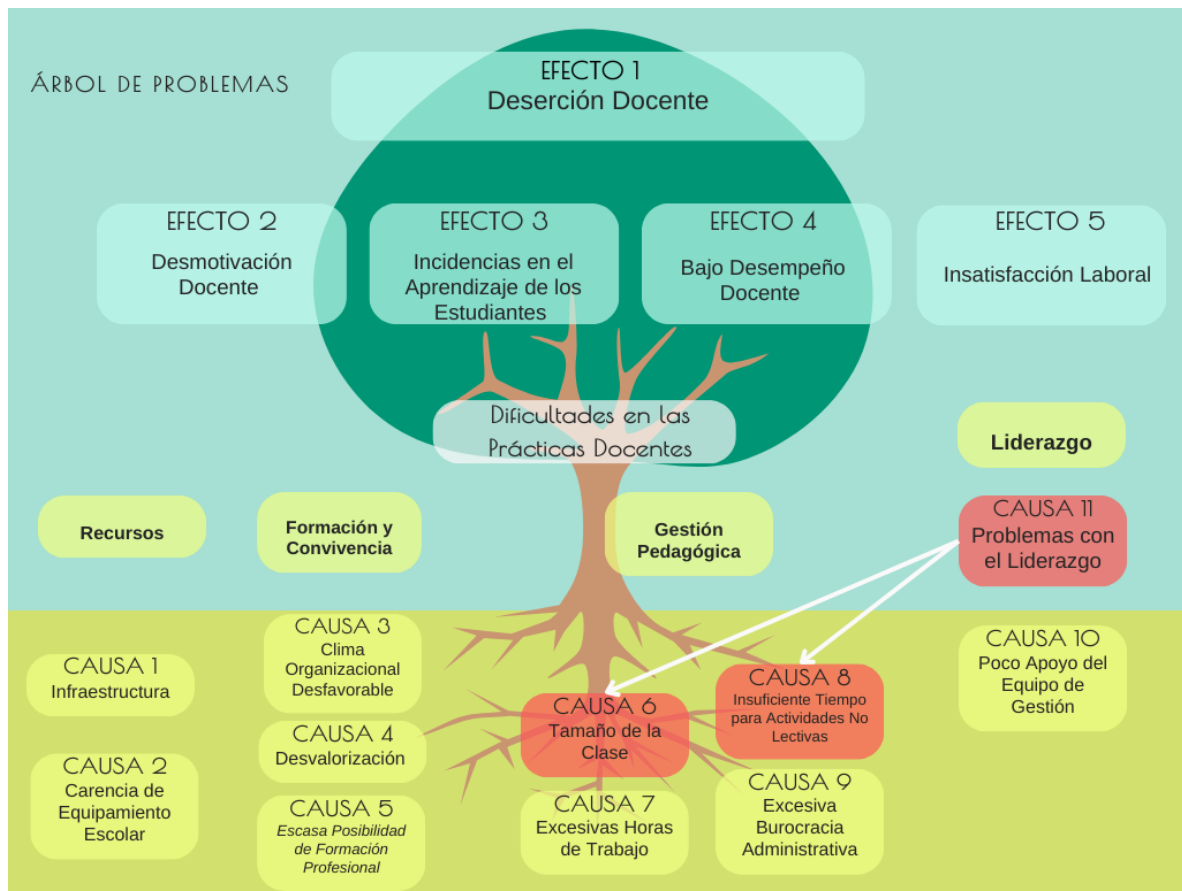 ÁRBOL DE PROBLEMAS
EFECTO 1
Deserción Docente
EFECTO 2
Desmotivación
Docente
EFECTO 3
Incidencias en el
Aprendizaje de los
Estudiantes
EFECTO 4
Bajo Desempeño
Docente
EFECTO 5
Insatisfacción Laboral
Dificultades en las
Prácticas Docentes
Recursos
Formación y
Convivencia
Gestión
Pedagógica
Liderazgo
CAUSA 11
Problemas con
el Liderazgo
CAUSA 1
Infraestructura
CAUSA 2
Carencia de
Equipamiento
Escolar
CAUSA 3
Clima
Organizacional
Desfavorable
CAUSA 4
Desvalorización
CAUSA 5
Escasa Posibilidad
de Formación
Profesional
CAUSA 6
Tamaño de la
Clase
CAUSA 7
Excesivas Horas
de Trabajo
CAUSA 8
Insuficiente Tiempo
para Actividades No
Lectivas
CAUSA 9
Excesiva
Burocracia
Administrativa
CAUSA 10
Poco Apoyo del
Equipo de
Gestión